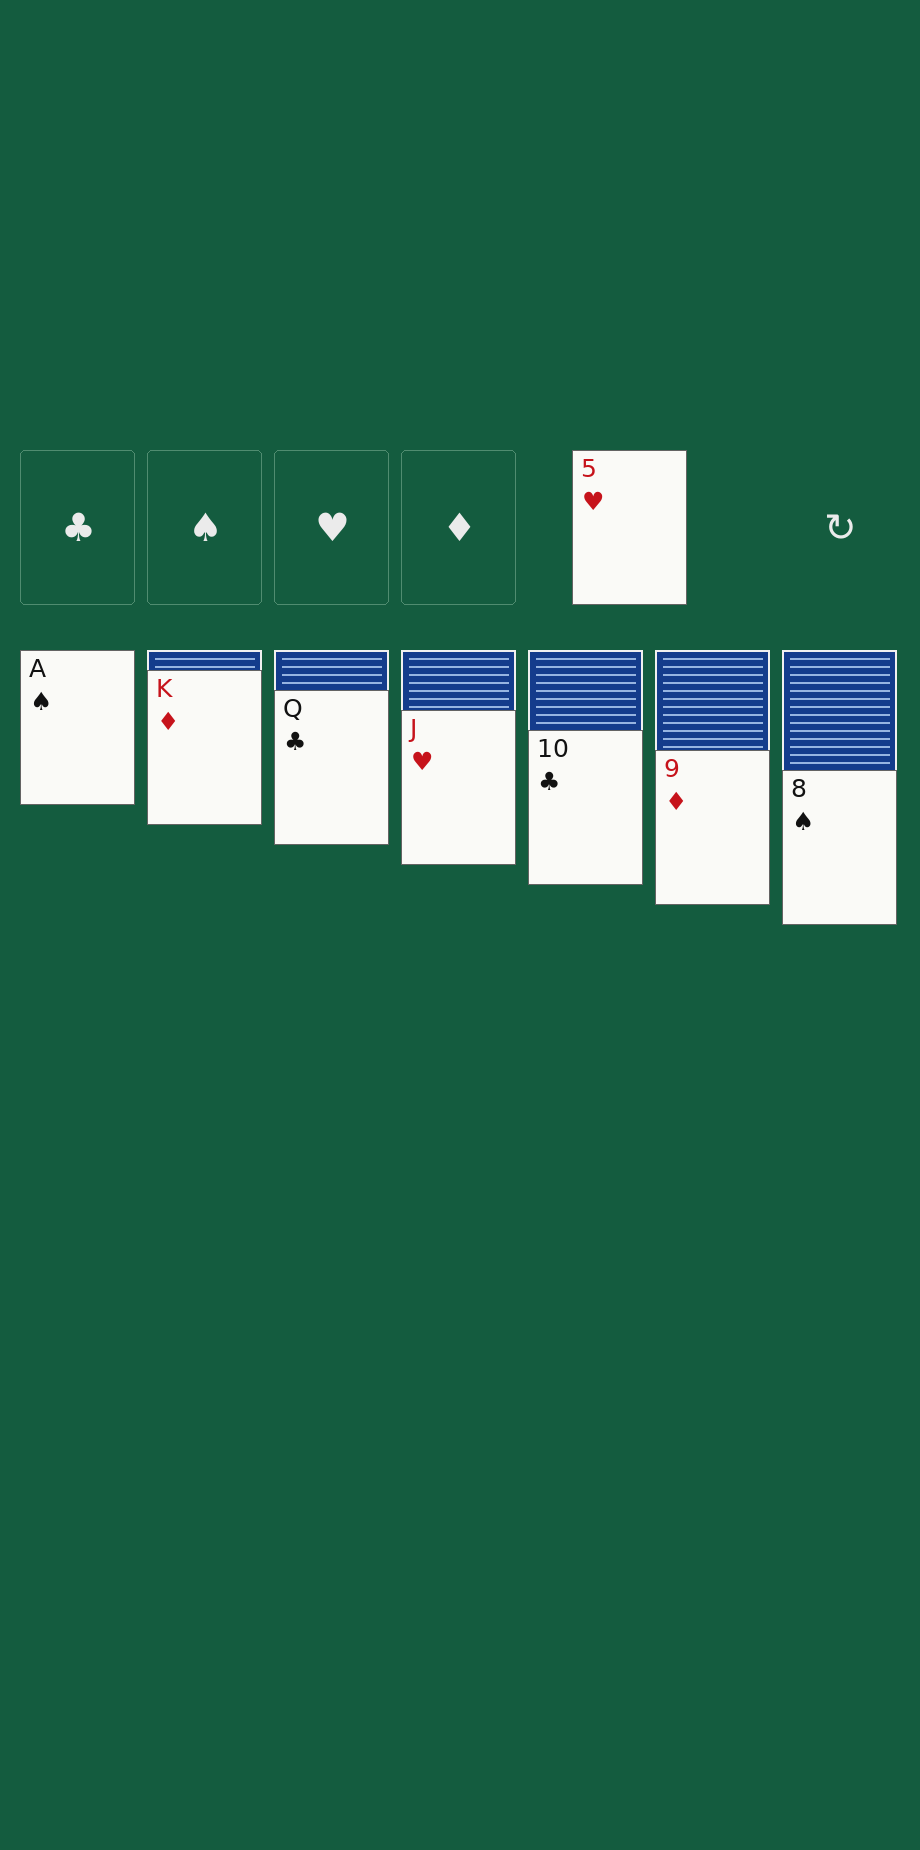 ♣ ♠ ♥ ♦ 5 ♥ ↻
A ♠
K ♦
Q ♣
J ♥
10 ♣
9 ♦
8 ♠